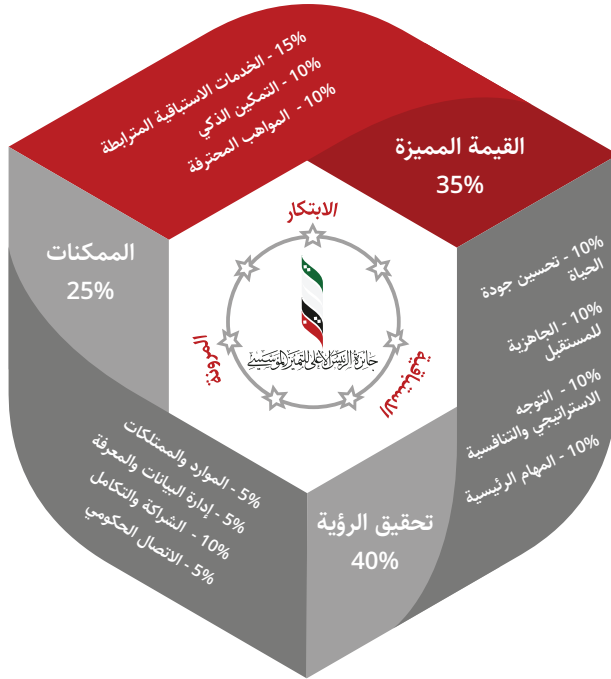 15% - الخدمات الاستباقية المترابطة
10% - التمكين الذكي
10% - المواهب المحترفة
القيمة المميزة
35%
10% - تحسين جودة
الحياة
10% - الجاهزية
للمستقبل
10% - التوجه
الاستراتيجي والتنافسية
10% - المهام الرئيسية
تحقيق الرؤية
40%
الممكنات
25%
5% - الموارد والممتلكات
5% - إدارة البيانات والمعرفة
10% - الشراكة والتكامل
5% - الاتصال الحكومي
الابتكار
المرونة
الاستباقية
جائزة الرئيس الأعلى للتميز المؤسسي